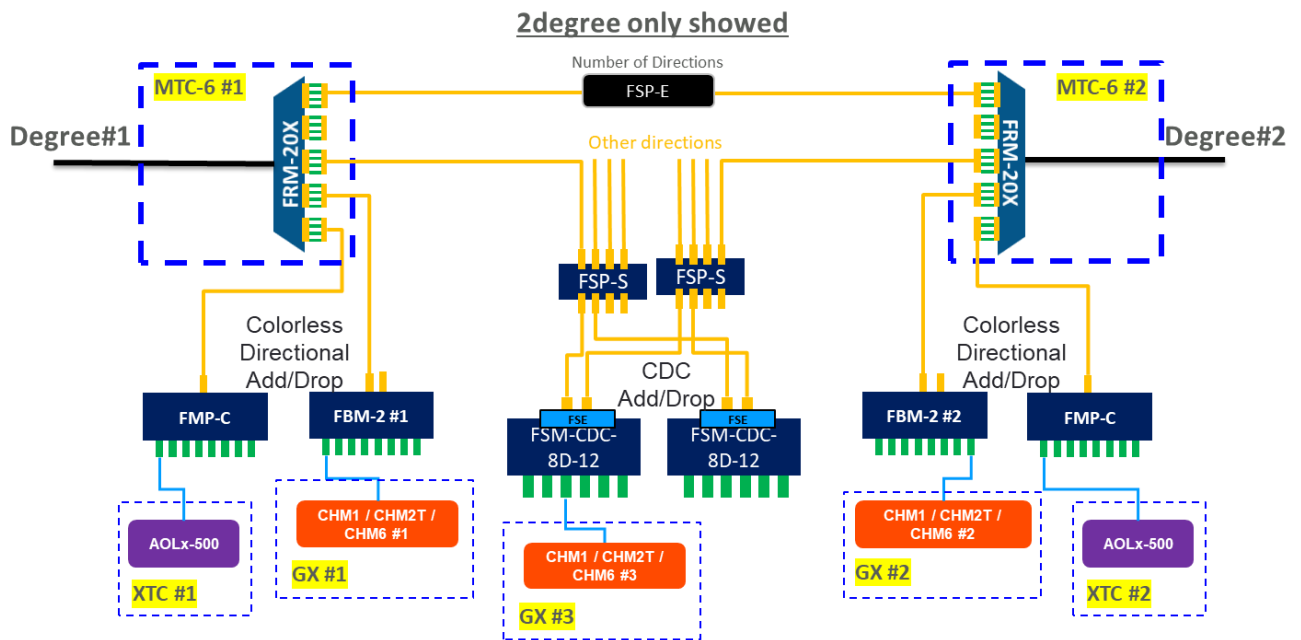 2degree only showed
Number of Directions
MTC-6 #1
FSP-E
MTC-6 #2
Degree#1
FRM-20X
Other directions
FRM-20X
Degree#2
FSP-S
FSP-S
Colorless
Directional
Add/Drop
CDC
Add/Drop
Colorless
Directional
Add/Drop
FMP-C
FBM-2 #1
FSE
FSM-CDC-
8D-12
FSE
FSM-CDC-
8D-12
FBM-2 #2
FMP-C
AOLx-500
XTC #1
CHM1 / CHM2T /
CHM6 #1
GX #1
CHM1 / CHM2T /
CHM6 #3
GX #3
CHM1 / CHM2T /
CHM6 #2
GX #2
AOLx-500
XTC #2